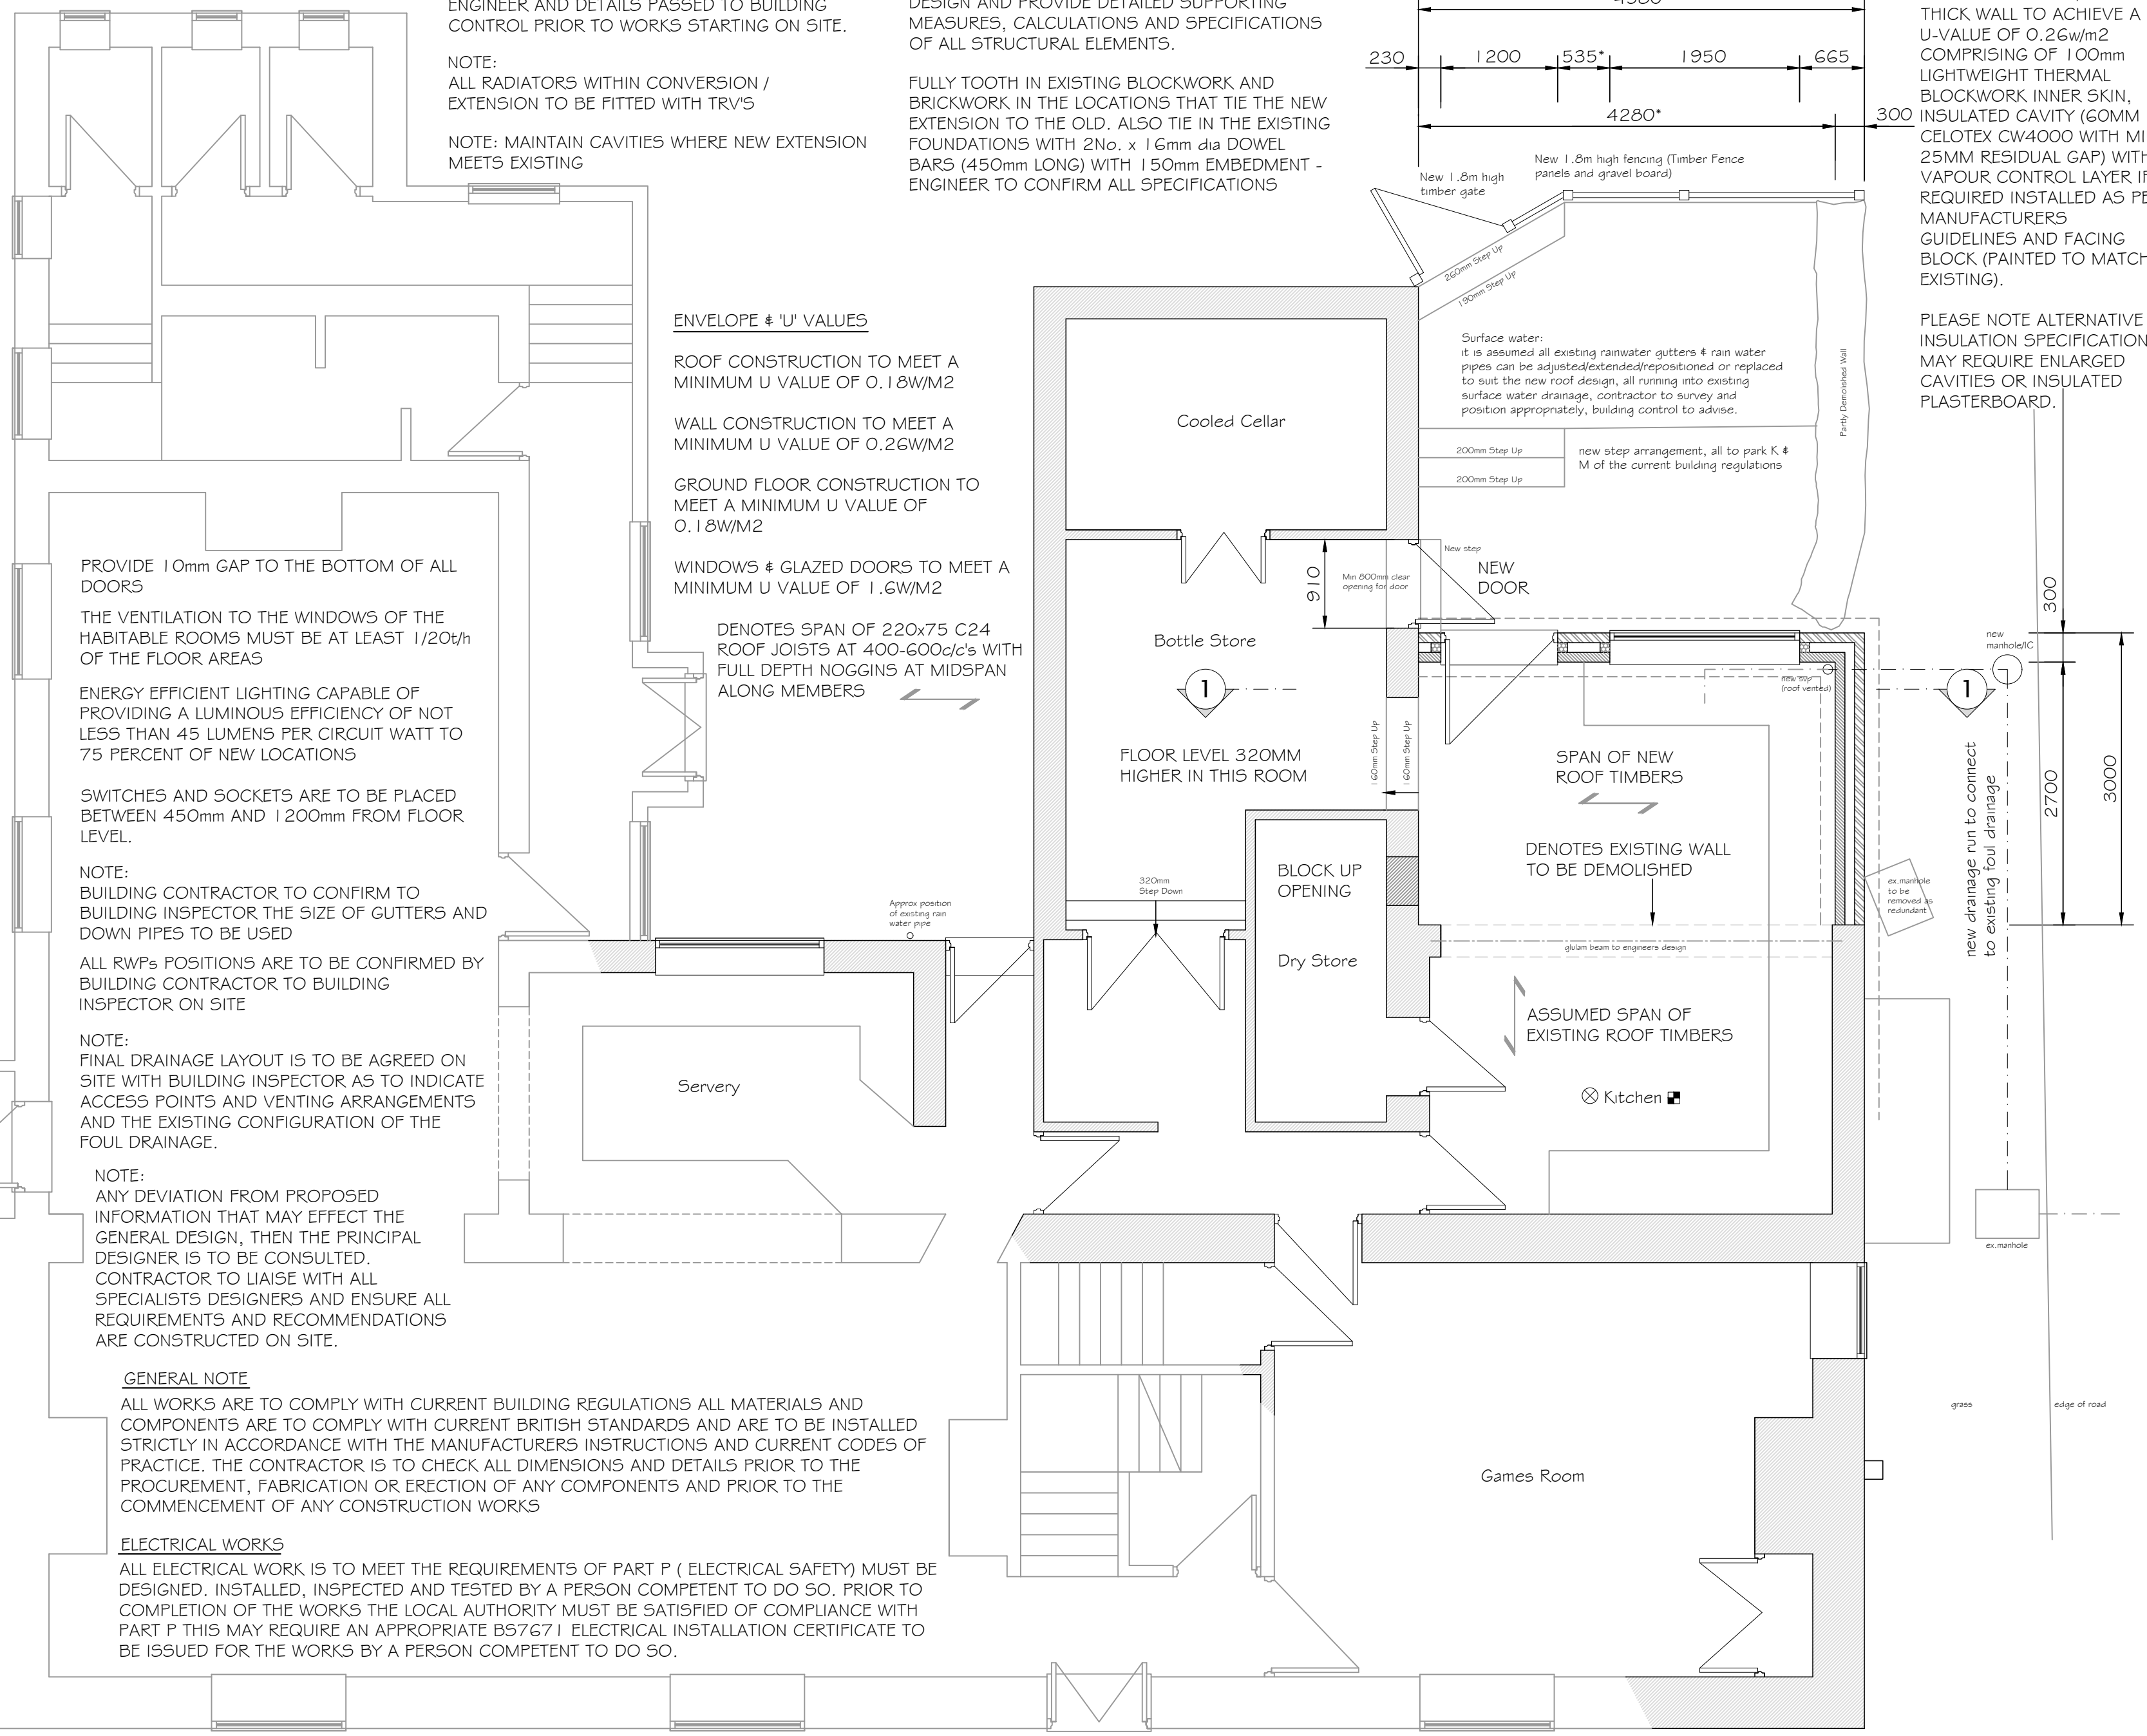 ENGINEER AND DETAILS PASSED TO BUILDING
CONTROL PRIOR TO WORKS STARTING ON SITE.
NOTE:
ALL RADIATORS WITHIN CONVERSION /
EXTENSION TO BE FITTED WITH TRV'S
NOTE: MAINTAIN CAVITIES WHERE NEW EXTENSION
MEETS EXISTING
DESIGN AND PROVIDE DETAILED SUPPORTING
MEASURES, CALCULATIONS AND SPECIFICATIONS
OF ALL STRUCTURAL ELEMENTS.
FULLY TOOTH IN EXISTING BLOCKWORK AND
BRICKWORK IN THE LOCATIONS THAT TIE THE NEW
EXTENSION TO THE OLD. ALSO TIE IN THE EXISTING
FOUNDATIONS WITH 2No. x 16mm dia DOWEL
BARS (450mm LONG) WITH 150mm EMBEDMENT -
ENGINEER TO CONFIRM ALL SPECIFICATIONS
230 1200 535* 1950 665
4280* 300
THICK WALL TO ACHIEVE A
U-VALUE OF 0.26w/m2
COMPRISING OF 100mm
LIGHTWEIGHT THERMAL
BLOCKWORK INNER SKIN,
INSULATED CAVITY (60MM
CELOTEX CW4000 WITH
25MM RESIDUAL GAP)
VAPOUR CONTROL LAYER
REQUIRED INSTALLED AS
MANUFACTURERS
GUIDELINES AND FACING
BLOCK (PAINTED TO MATCH
EXISTING).
PLEASE NOTE ALTERNATIVE
INSULATION SPECIFICATION
MAY REQUIRE ENLARGED
CAVITIES OR INSULATED
PLASTERBOARD.
New 1.8m high fencing (Timber Fence
panels and gravel board)
New 1.8m high
timber gate
260mm Step Up
190mm Step Up
Surface water:
it is assumed all existing rainwater gutters & rain water
pipes can be adjusted/extended/repositioned or replaced
to suit the new roof design, all running into existing
surface water drainage, contractor to survey and
position appropriately, building control to advise.
Partly Demolished Wall
200mm Step Up
200mm Step Up
new step arrangement, all to park K &
M of the current building regulations
ENVELOPE & 'U' VALUES
ROOF CONSTRUCTION TO MEET A
MINIMUM U VALUE OF 0.18W/M2
WALL CONSTRUCTION TO MEET A
MINIMUM U VALUE OF 0.26W/M2
GROUND FLOOR CONSTRUCTION TO
MEET A MINIMUM U VALUE OF
0.18W/M2
WINDOWS & GLAZED DOORS TO MEET A
MINIMUM U VALUE OF 1.6W/M2
DENOTES SPAN OF 220x75 C24
ROOF JOISTS AT 400-600c/c's WITH
FULL DEPTH NOGGINS AT MIDSPAN
ALONG MEMBERS
Cooled Cellar
Bottle Store
1
FLOOR LEVEL 320MM
HIGHER IN THIS ROOM
910
Min 800mm clear
opening for door
New step
NEW
DOOR
160mm Step Up
160mm Step Up
new svp
(roof vented)
new
manhole/IC
1
300
2700
3000
new drainage run to connect
to existing foul drainage
SPAN OF NEW
ROOF TIMBERS
DENOTES EXISTING WALL
TO BE DEMOLISHED
ex.manhole
to be
removed as
redundant
BLOCK UP
OPENING
Dry Store
320mm
Step Down
glulam beam to engineers design
ASSUMED SPAN OF
EXISTING ROOF TIMBERS
Kitchen
Approx position
of existing rain
water pipe
Servery
ex.manhole
grass
edge of road
Games Room
PROVIDE 10mm GAP TO THE BOTTOM OF ALL
DOORS
THE VENTILATION TO THE WINDOWS OF THE
HABITABLE ROOMS MUST BE AT LEAST 1/20t/h
OF THE FLOOR AREAS
ENERGY EFFICIENT LIGHTING CAPABLE OF
PROVIDING A LUMINOUS EFFICIENCY OF NOT
LESS THAN 45 LUMENS PER CIRCUIT WATT TO
75 PERCENT OF NEW LOCATIONS
SWITCHES AND SOCKETS ARE TO BE PLACED
BETWEEN 450mm AND 1200mm FROM FLOOR
LEVEL.
NOTE:
BUILDING CONTRACTOR TO CONFIRM TO
BUILDING INSPECTOR THE SIZE OF GUTTERS AND
DOWN PIPES TO BE USED
ALL RWPs POSITIONS ARE TO BE CONFIRMED BY
BUILDING CONTRACTOR TO BUILDING
INSPECTOR ON SITE
NOTE:
FINAL DRAINAGE LAYOUT IS TO BE AGREED ON
SITE WITH BUILDING INSPECTOR AS TO INDICATE
ACCESS POINTS AND VENTING ARRANGEMENTS
AND THE EXISTING CONFIGURATION OF THE
FOUL DRAINAGE.
NOTE:
ANY DEVIATION FROM PROPOSED
INFORMATION THAT MAY EFFECT THE
GENERAL DESIGN, THEN THE PRINCIPAL
DESIGNER IS TO BE CONSULTED.
CONTRACTOR TO LIAISE WITH ALL
SPECIALISTS DESIGNERS AND ENSURE ALL
REQUIREMENTS AND RECOMMENDATIONS
ARE CONSTRUCTED ON SITE.
GENERAL NOTE
ALL WORKS ARE TO COMPLY WITH CURRENT BUILDING REGULATIONS ALL MATERIALS AND
COMPONENTS ARE TO COMPLY WITH CURRENT BRITISH STANDARDS AND ARE TO BE INSTALLED
STRICTLY IN ACCORDANCE WITH THE MANUFACTURERS INSTRUCTIONS AND CURRENT CODES OF
PRACTICE. THE CONTRACTOR IS TO CHECK ALL DIMENSIONS AND DETAILS PRIOR TO THE
PROCUREMENT, FABRICATION OR ERECTION OF ANY COMPONENTS AND PRIOR TO THE
COMMENCEMENT OF ANY CONSTRUCTION WORKS
ELECTRICAL WORKS
ALL ELECTRICAL WORK IS TO MEET THE REQUIREMENTS OF PART P ( ELECTRICAL SAFETY) MUST BE
DESIGNED. INSTALLED, INSPECTED AND TESTED BY A PERSON COMPETENT TO DO SO. PRIOR TO
COMPLETION OF THE WORKS THE LOCAL AUTHORITY MUST BE SATISFIED OF COMPLIANCE WITH
PART P THIS MAY REQUIRE AN APPROPRIATE BS7671 ELECTRICAL INSTALLATION CERTIFICATE TO
BE ISSUED FOR THE WORKS BY A PERSON COMPETENT TO DO SO.